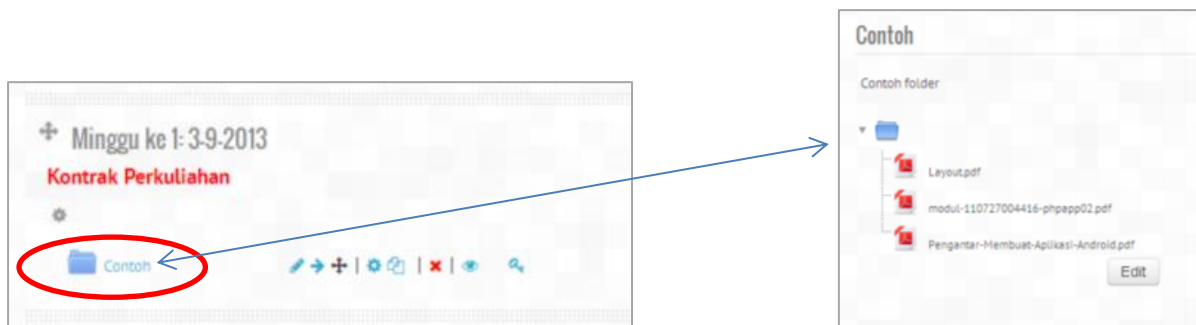 Minggu ke 1: 3-9-2013
Kontrak Perkuliahan
Contoh
Contoh
Contoh folder
Layout.pdf
modul-110727004416-phpapp02.pdf
Pengantar-Membuat-Aplikasi-Android.pdf
Edit